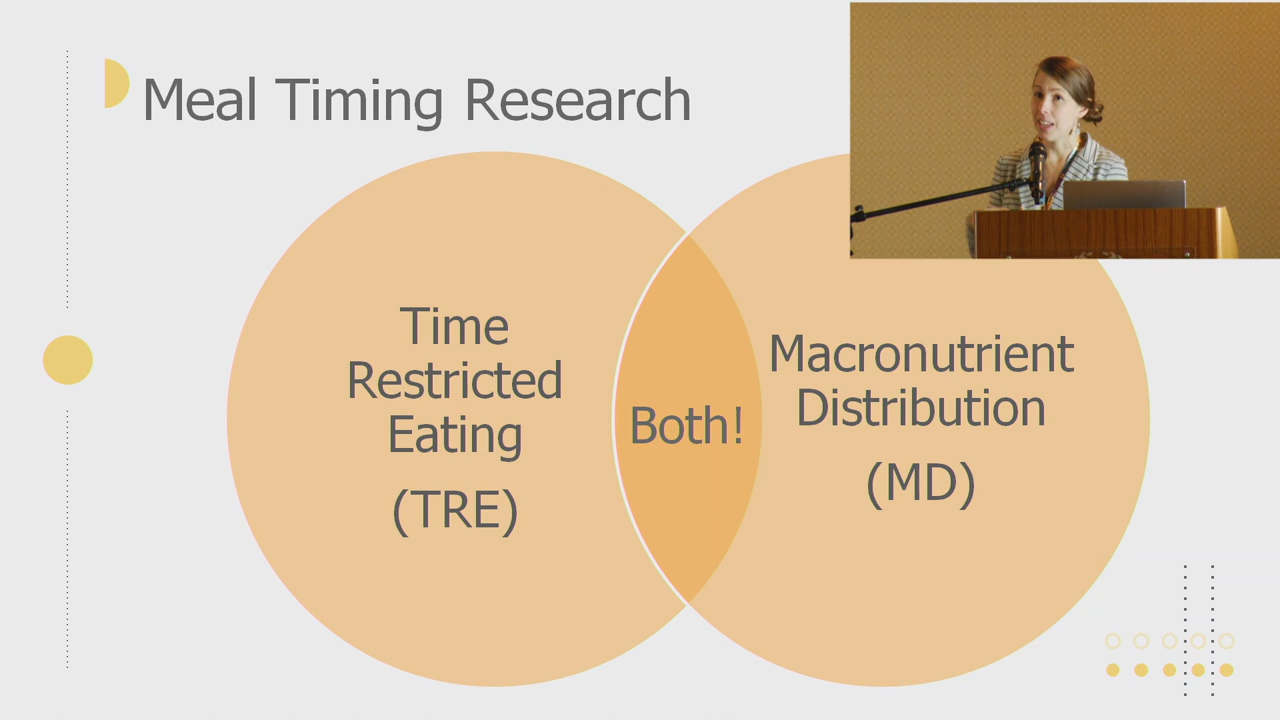 Meal Timing Research
Time
Restricted
Eating
(TRE)
Both!
Macronutrient
Distribution
(MD)